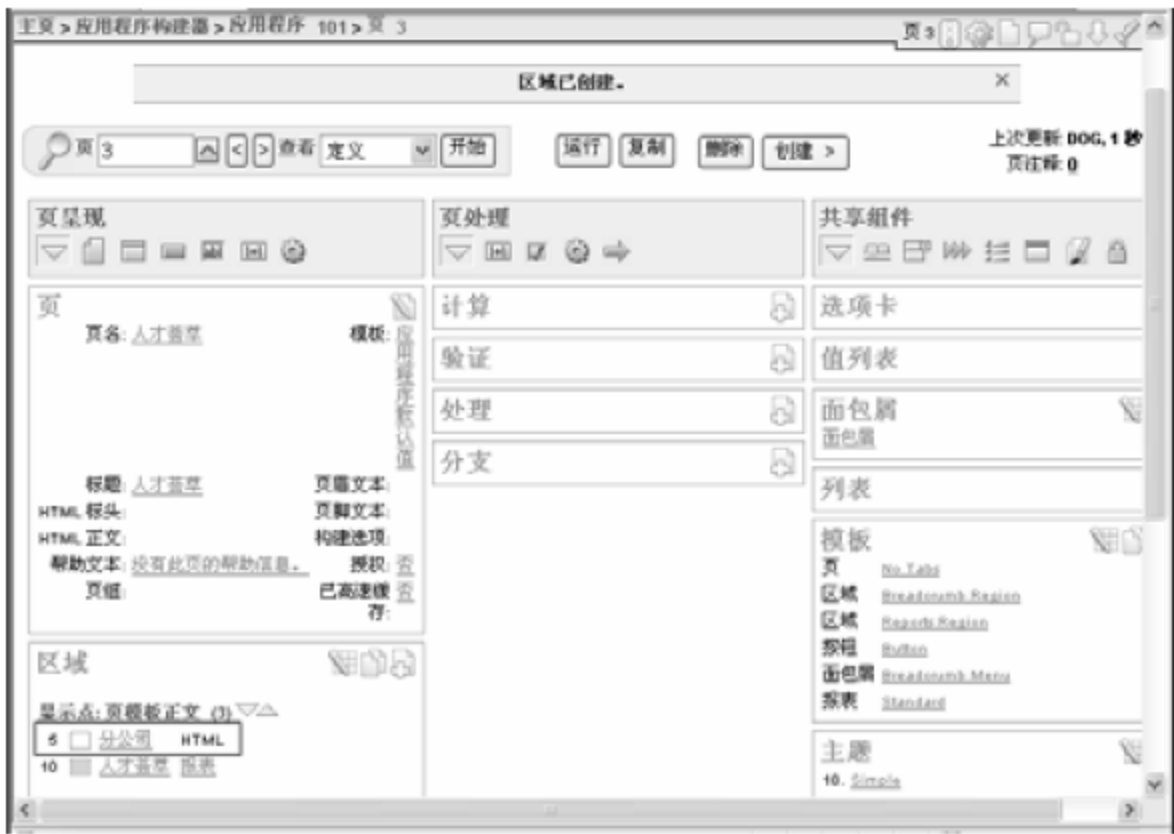 主页 > 应用程序构建器 > 应用程序 101 > 页 3
页 3
区域已创建。
页 3 查看 定义 开始 运行 复制 删除 创建 >
上次更新: DOG, 1 秒
页注释: 0
页呈现
页
页名: 人才荟萃 模板: 应用程序默认值
标题: 人才荟萃 页眉文本:
HTML 标头: 页脚文本:
HTML 正文: 构建选项:
帮助文本: 没有此页的帮助信息。 授权: 否
页组: 已高速缓存: 否
区域
显示点: 页模板正文 (3)
5 分公司 HTML
10 人才荟萃 报表
页处理
计算
验证
处理
分支
共享组件
选项卡
值列表
面包屑
面包屑
列表
模板
页 No Tabs
区域 Breadcrumb Region
区域 Reports Region
按钮 Button
面包屑 Breadcrumb Menu
报表 Standard
主题
10. Simple